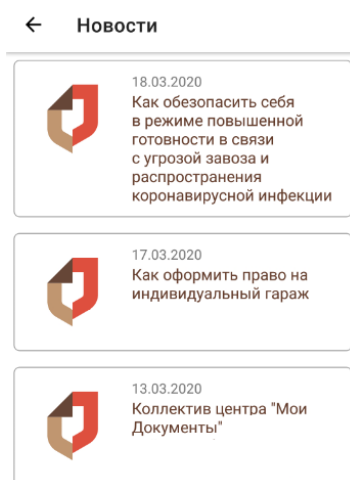 Новости
18.03.2020
Как обезопасить себя
в режиме повышенной
готовности в связи
с угрозой завоза и
распространения
коронавирусной инфекции
17.03.2020
Как оформить право на
индивидуальный гараж
13.03.2020
Коллектив центра "Мои
Документы"